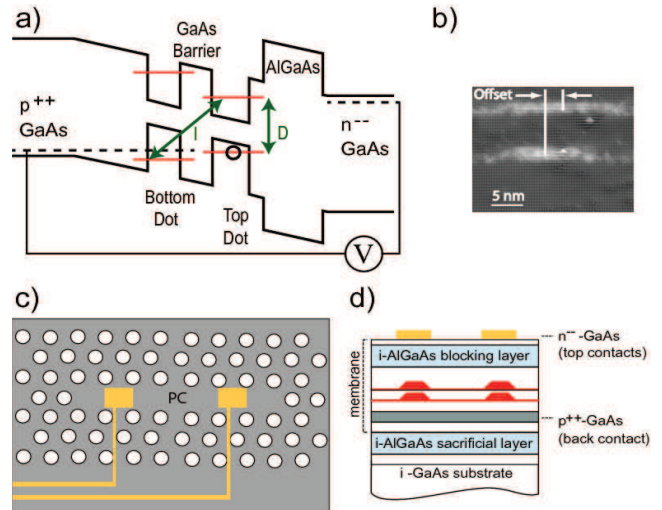 a)
GaAs
Barrier
AlGaAs
p++
GaAs
I
D
n--
GaAs
Bottom
Dot
Top
Dot
V
b)
Offset
5 nm
c)
PC
d)
membrane
i-AlGaAs blocking layer
i-AlGaAs sacrificial layer
i -GaAs substrate
n-- -GaAs
(top contacts)
p++-GaAs
(back contact)